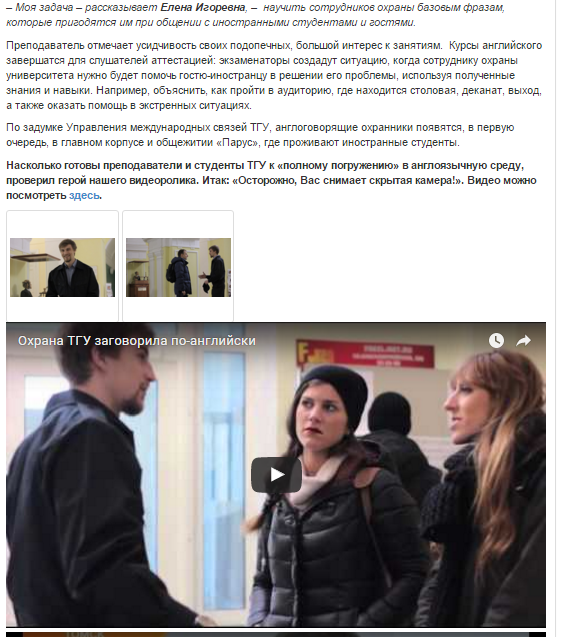 – Моя задача – рассказывает Елена Игоревна, – научить сотрудников охраны базовым фразам,
которые пригодятся им при общении с иностранными студентами и гостями.
Преподаватель отмечает усидчивость своих подопечных, большой интерес к занятиям. Курсы английского
завершатся для слушателей аттестацией: экзаменаторы создадут ситуацию, когда сотруднику охраны
университета нужно будет помочь гостю-иностранцу в решении его проблемы, используя полученные
знания и навыки. Например, объяснить, как пройти в аудиторию, где находится столовая, деканат, выход,
а также оказать помощь в экстренных ситуациях.
По задумке Управления международных связей ТГУ, англоговорящие охранники появятся, в первую
очередь, в главном корпусе и общежитии «Парус», где проживают иностранные студенты.
Насколько готовы преподаватели и студенты ТГУ к «полному погружению» в англоязычную среду,
проверил герой нашего видеоролика. Итак: «Осторожно, Вас снимает скрытая камера!». Видео можно
посмотреть здесь.
Охрана ТГУ заговорила по-английски